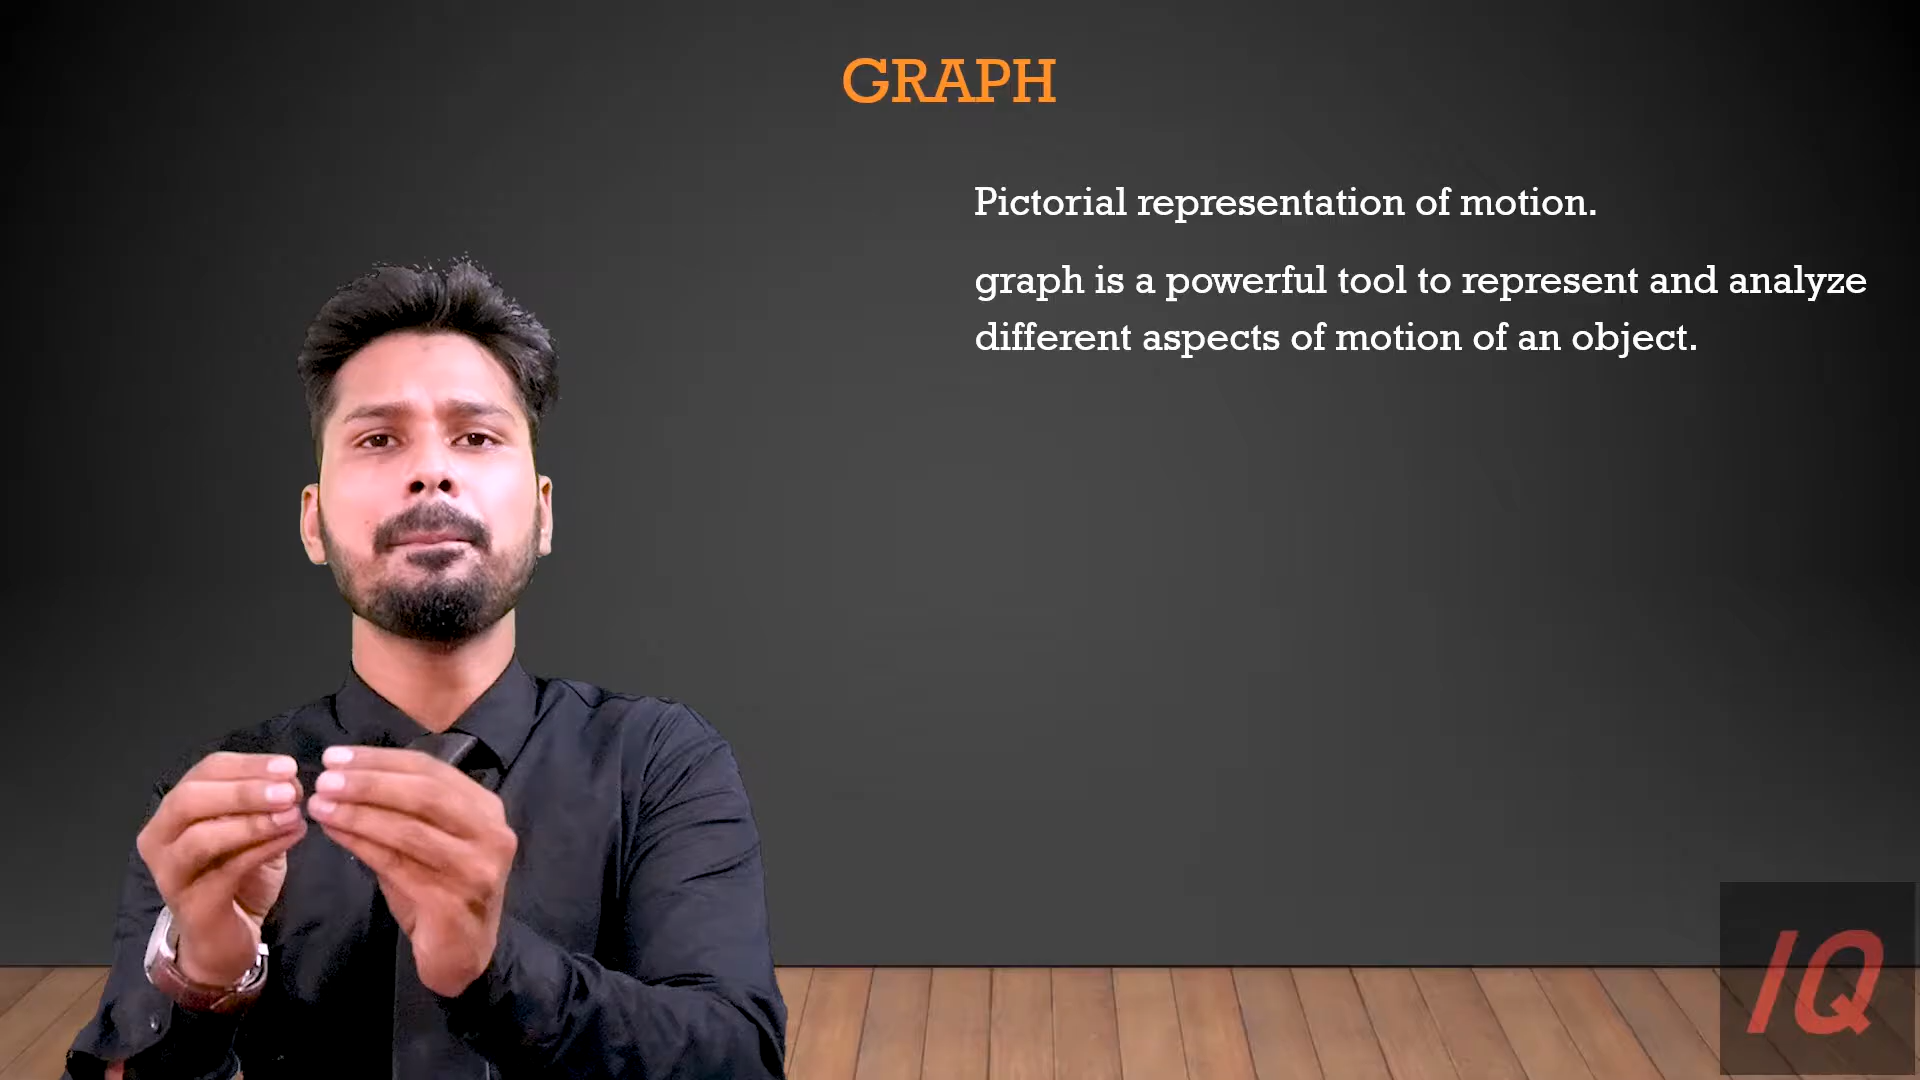 GRAPH
Pictorial representation of motion.
graph is a powerful tool to represent and analyze
different aspects of motion of an object.
IQ